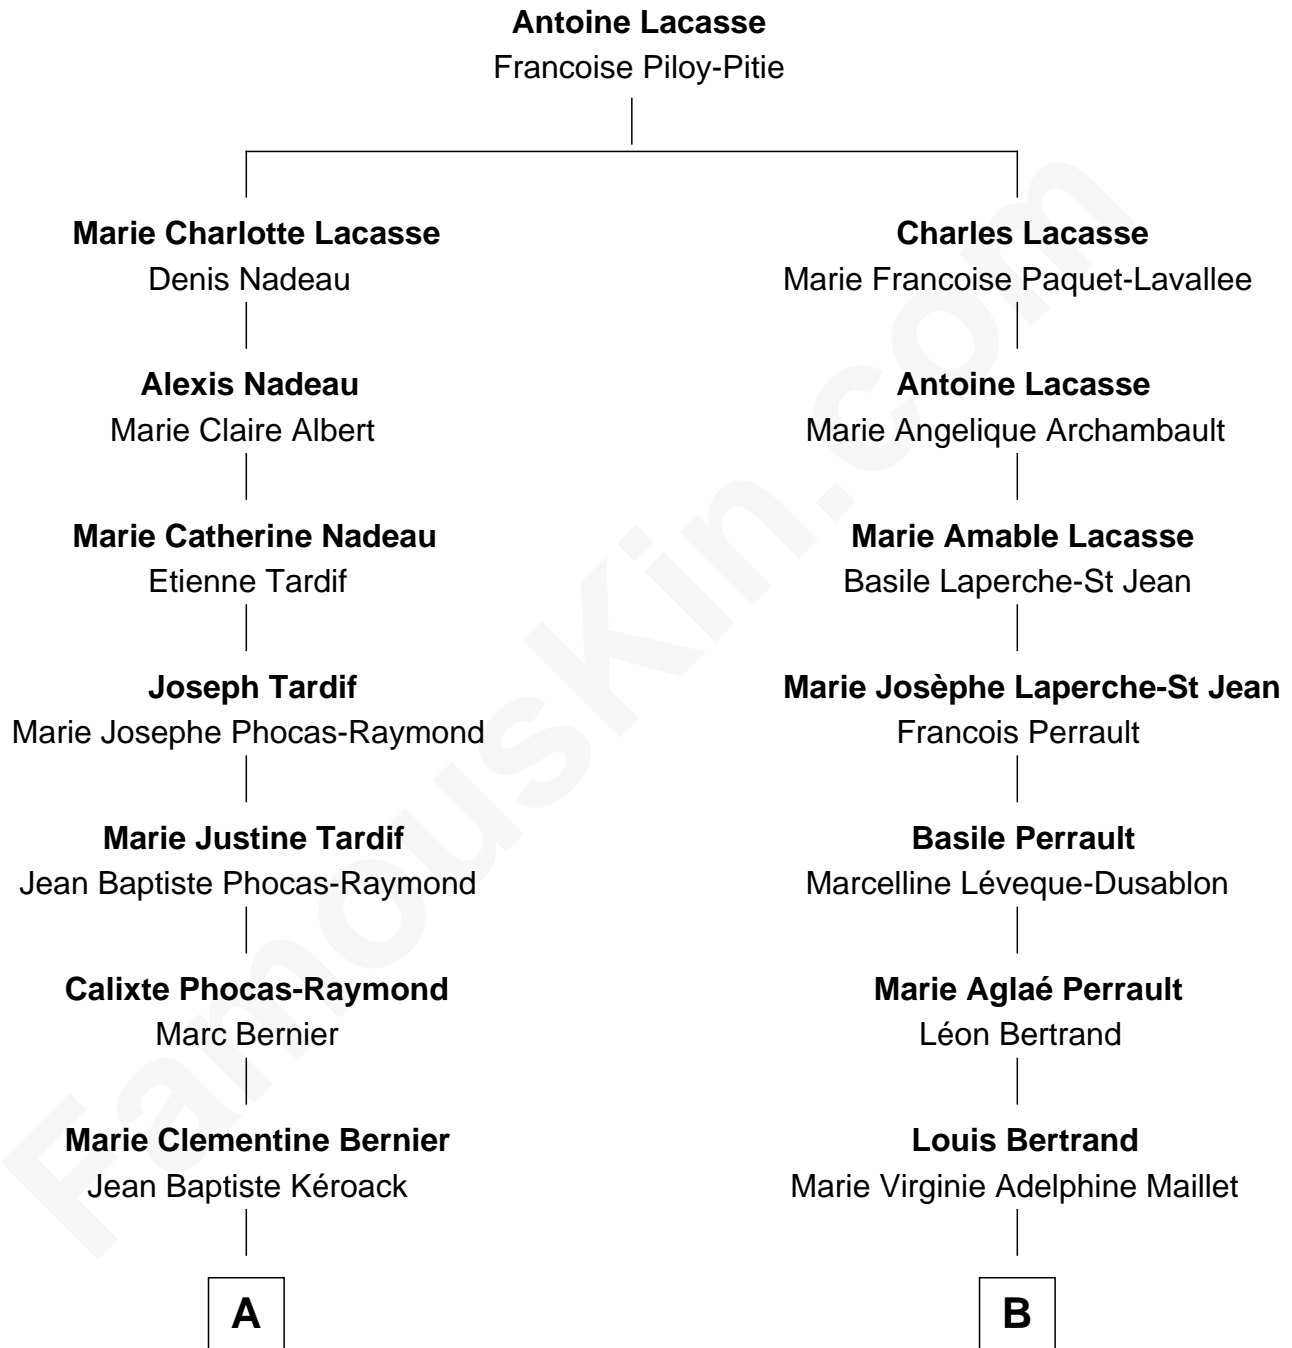 Antoine Lacasse
Francoise Piloy-Pitie
Marie Charlotte Lacasse
Denis Nadeau
Charles Lacasse
Marie Francoise Paquet-Lavallee
Alexis Nadeau
Marie Claire Albert
Antoine Lacasse
Marie Angelique Archambault
Marie Catherine Nadeau
Etienne Tardif
Marie Amable Lacasse
Basile Laperche-St Jean
Joseph Tardif
Marie Josephe Phocas-Raymond
Marie Josèphe Laperche-St Jean
Francois Perrault
Marie Justine Tardif
Jean Baptiste Phocas-Raymond
Basile Perrault
Marcelline Léveque-Dusablon
Calixte Phocas-Raymond
Marc Bernier
Marie Aglaé Perrault
Léon Bertrand
Marie Clementine Bernier
Jean Baptiste Kéroack
Louis Bertrand
Marie Virginie Adelphine Maillet
A
B
FamousKin.com